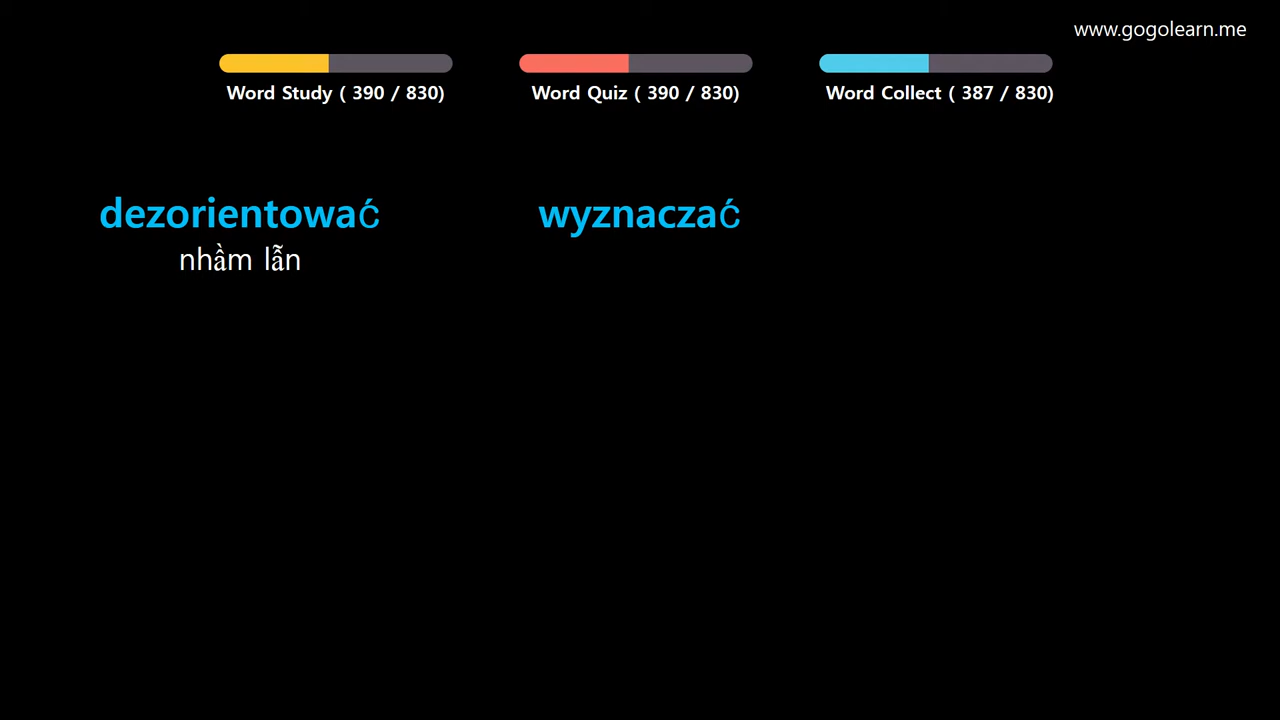 www.gogolearn.me
Word Study ( 390 / 830)
Word Quiz ( 390 / 830)
Word Collect ( 387 / 830)
dezorientować
nhầm lẫn
wyznaczać